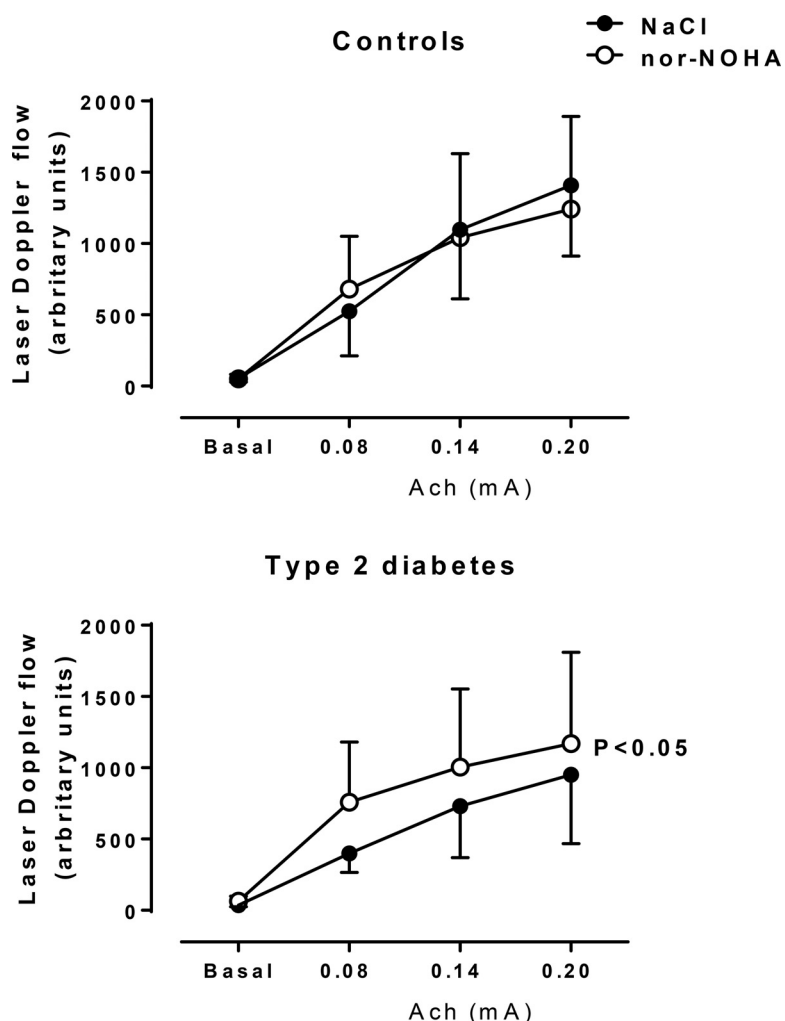 NaCl
nor-NOHA
Controls
Laser Doppler flow
(arbritary units)
2000
1500
1000
500
0
Basal 0.08 0.14 0.20
Ach (mA)
Type 2 diabetes
Laser Doppler flow
(arbritary units)
2000
1500
1000
500
0
P<0.05
Basal 0.08 0.14 0.20
Ach (mA)